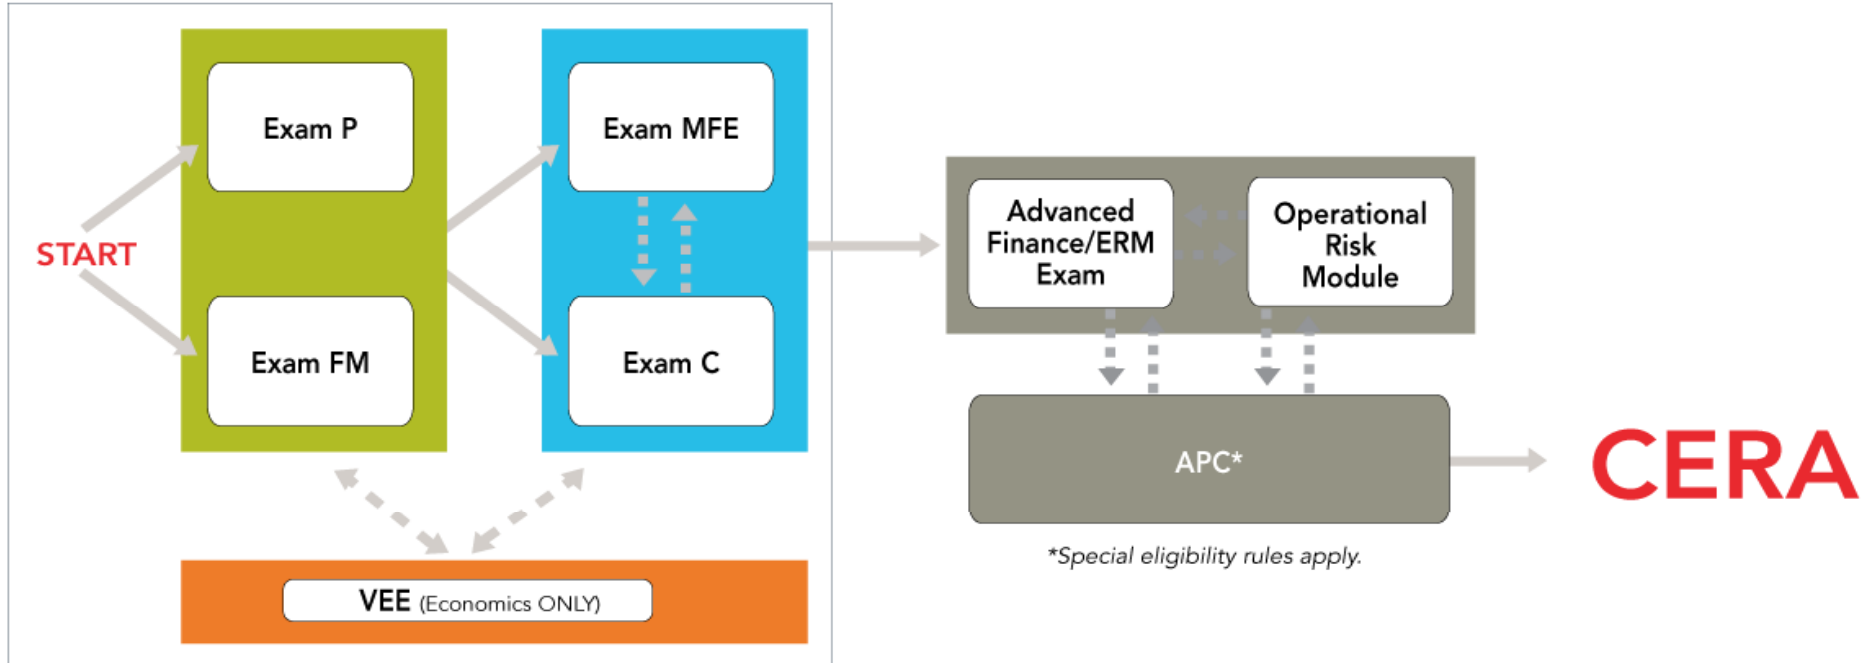 START
Exam P
Exam FM
Exam MFE
Exam C
VEE (Economics ONLY)
Advanced
Finance/ERM
Exam
Operational
Risk
Module
APC*
*Special eligibility rules apply.
CERA